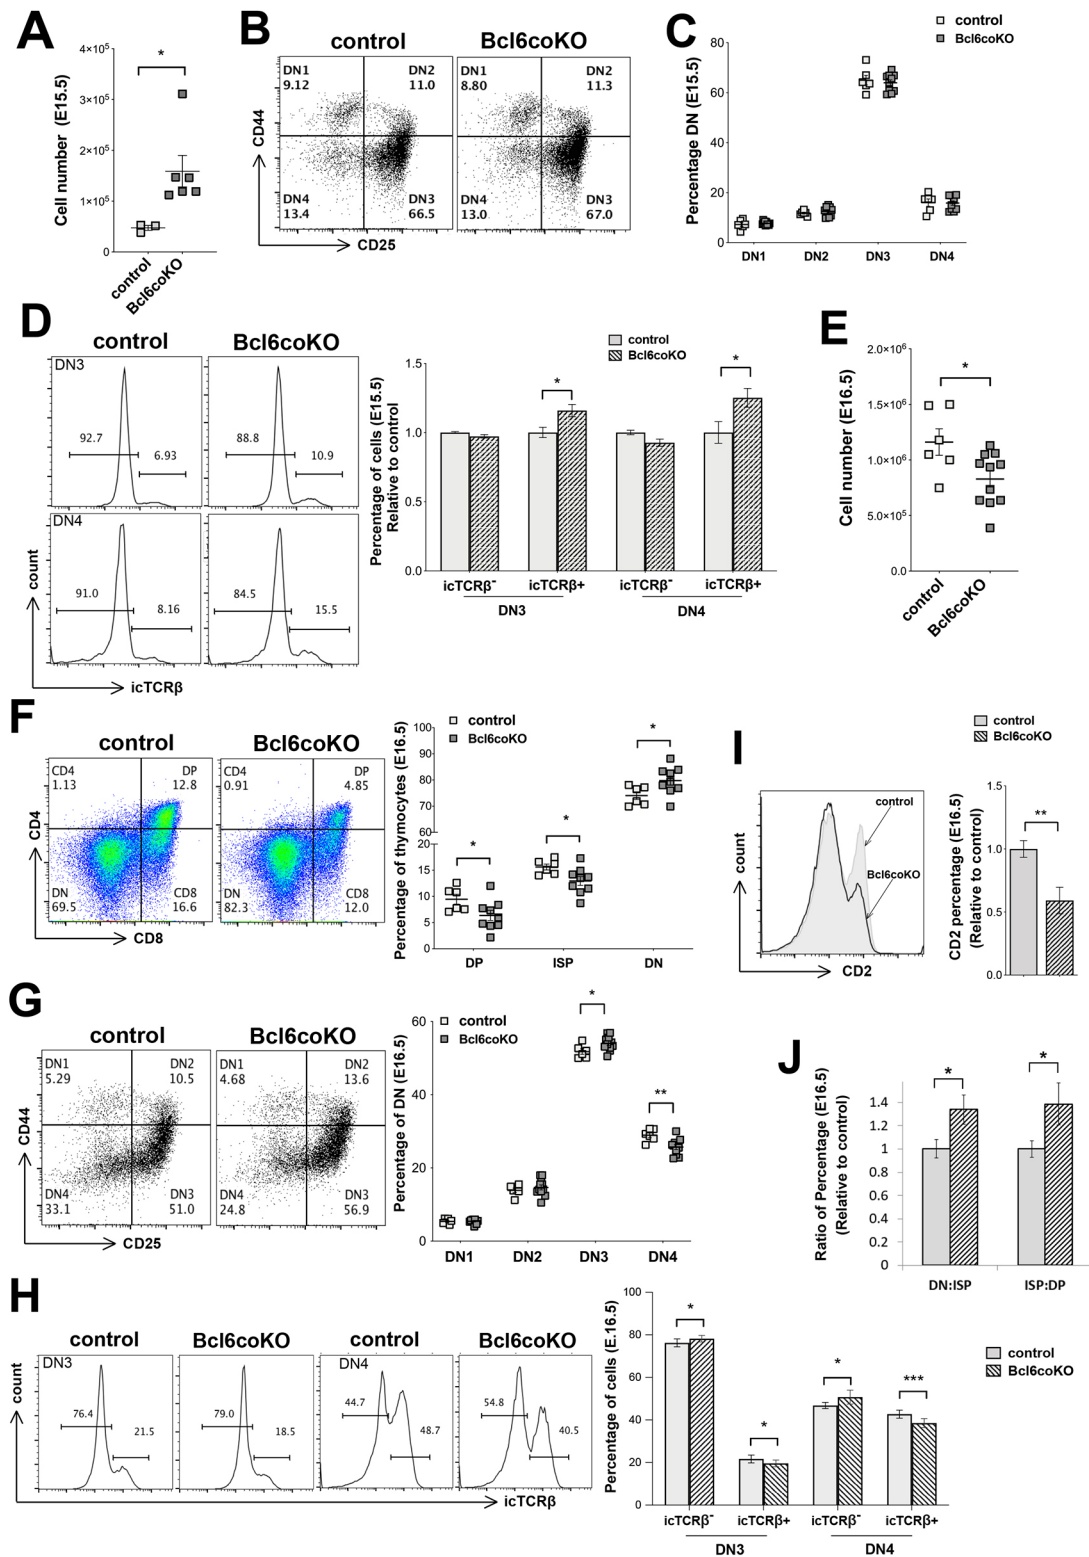 A
Cell number (E15.5)
4×10⁵
3×10⁵
2×10⁵
1×10⁵
0
*
control
Bcl6coKO
B
control
Bcl6coKO
DN1
9.12
DN2
11.0
DN4
13.4
DN3
66.5
DN1
8.80
DN2
11.3
DN4
13.0
DN3
67.0
CD44
CD25
C
control
Bcl6coKO
Percentage DN (E15.5)
80
60
40
20
0
DN1 DN2 DN3 DN4
D
control
Bcl6coKO
DN3
92.7
6.93
88.8
10.9
DN4
91.0
8.16
84.5
15.5
count
icTCRβ
control
Bcl6coKO
Percentage of cells (E15.5)
Relative to control
1.5
1.0
0.5
0.0
*
*
icTCRβ⁻ icTCRβ+ icTCRβ⁻ icTCRβ+
DN3 DN4
E
Cell number (E16.5)
2.0×10⁶
1.5×10⁶
1.0×10⁶
5.0×10⁵
0.0
*
control
Bcl6coKO
F
control
Bcl6coKO
CD4
1.13
DP
12.8
DN
69.5
CD8
16.6
CD4
0.91
DP
4.85
DN
82.3
CD8
12.0
CD4
CD8
control
Bcl6coKO
Percentage of thymocytes (E16.5)
100
90
80
70
60
20
15
10
5
0
*
*
*
DP ISP DN
I
control
Bcl6coKO
count
CD2
control
Bcl6coKO
CD2 percentage (E16.5)
(Relative to control)
1.5
1.0
0.5
0.0
**
G
control
Bcl6coKO
DN1
5.29
DN2
10.5
DN4
33.1
DN3
51.0
DN1
4.68
DN2
13.6
DN4
24.8
DN3
56.9
CD44
CD25
control
Bcl6coKO
Percentage of DN (E16.5)
60
40
20
0
*
**
DN1 DN2 DN3 DN4
J
Ratio of Percentage (E16.5)
(Relative to control)
1.4
1.2
1
0.8
0.6
0.4
0.2
0
*
*
DN:ISP ISP:DP
H
control
Bcl6coKO
control
Bcl6coKO
DN3
76.4
21.5
79.0
18.5
DN4
44.7
48.7
54.8
40.5
count
icTCRβ
Percentage of cells (E.16.5)
100
80
60
40
20
0
*
*
*
***
icTCRβ⁻ icTCRβ+ icTCRβ⁻ icTCRβ+
DN3 DN4
control
Bcl6coKO